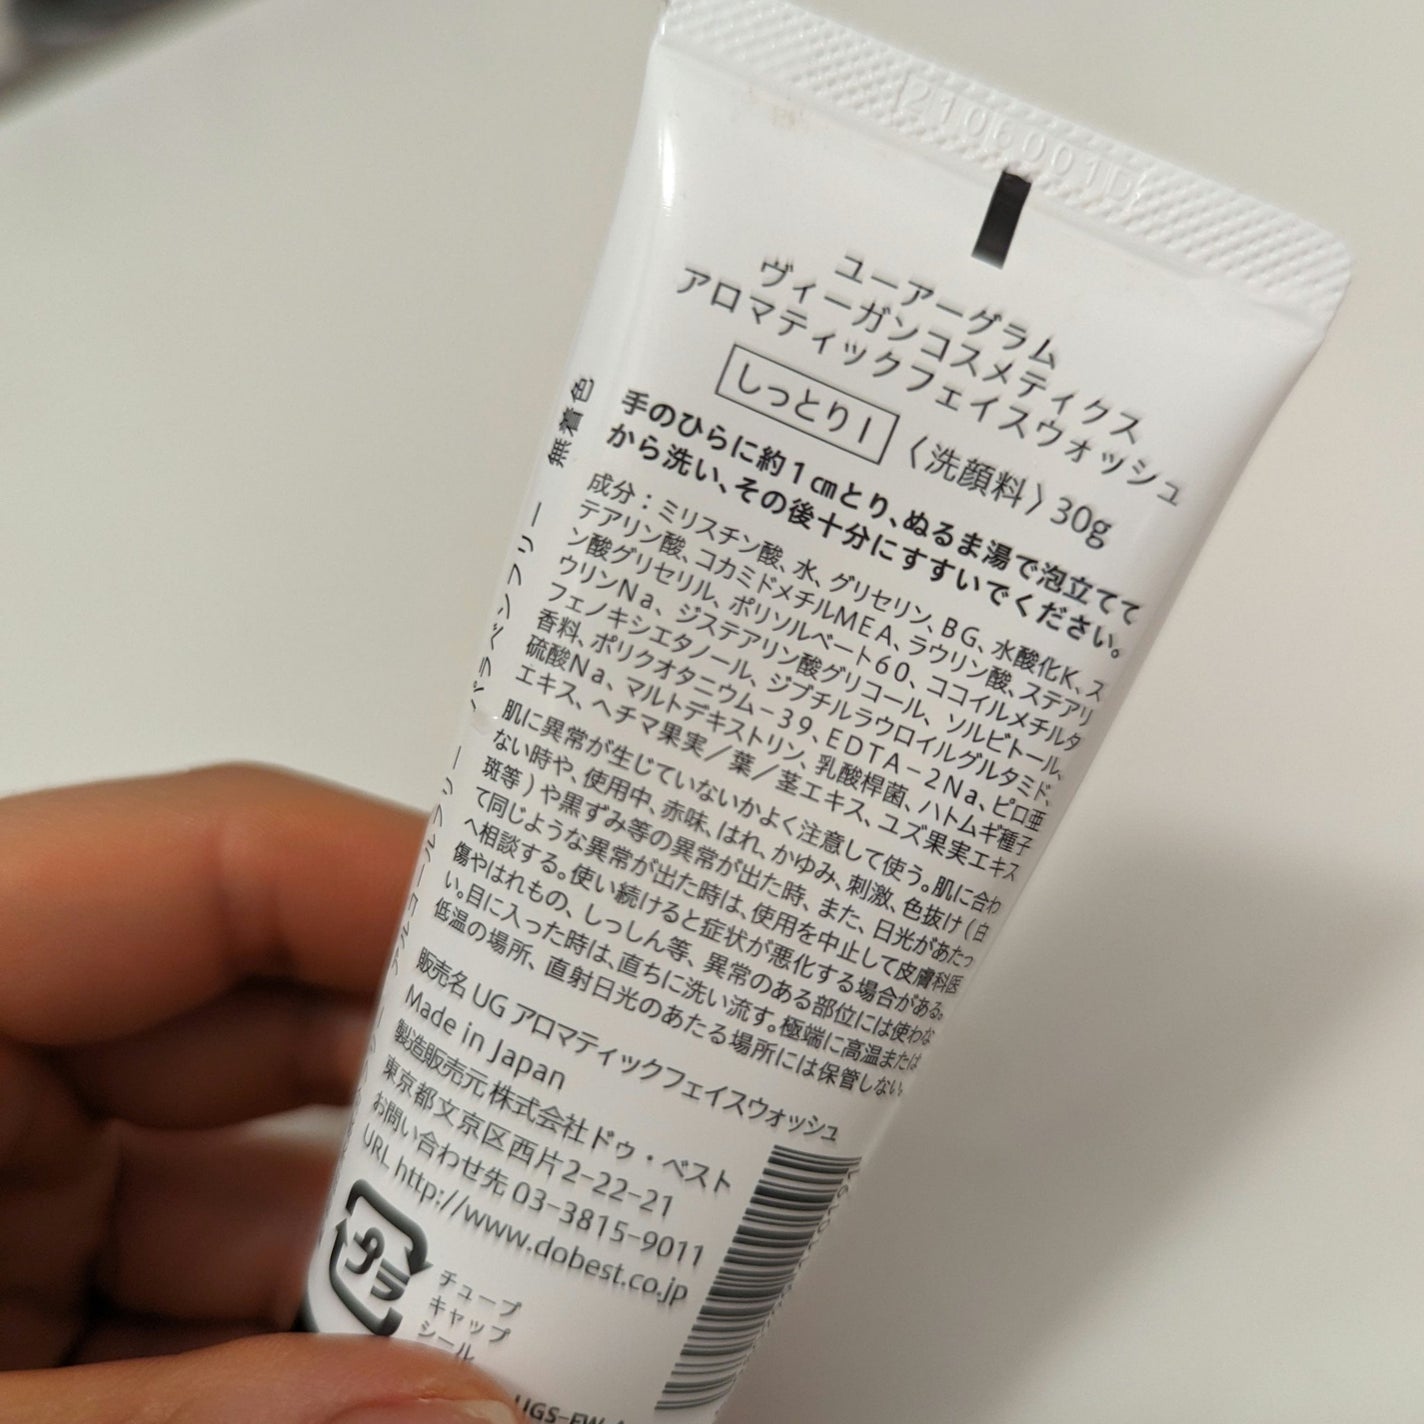 2106001D
ユーアーグラム
ヴィーガンコスメティクス
アロマティックフェイスウォッシュ
しっとりI 〈洗顔料〉30g
手のひらに約1㎝とり、ぬるま湯で泡立てて
から洗い、その後十分にすすいでください。
成分：ミリスチン酸、水、グリセリン、BG、水酸化K、ス
テアリン酸、コカミドメチルMEA、ラウリン酸、ステアリ
ン酸グリセリル、ポリソルベート60、ココイルメチルタ
ウリンNa、ジステアリン酸グリコール、ソルビトール、
フェノキシエタノール、ジブチルラウロイルグルタミド、
香料、ポリクオタニウム－39、EDTA－2Na、ピロ亜
硫酸Na、マルトデキストリン、乳酸桿菌、ハトムギ種子
エキス、ヘチマ果実／葉／茎エキス、ユズ果実エキス
肌に異常が生じていないかよく注意して使う。肌に合わ
ない時や、使用中、赤味、はれ、かゆみ、刺激、色抜け（白
斑等）や黒ずみ等の異常が出た時、また、日光があたっ
て同じような異常が出た時は、使用を中止して皮膚科医
へ相談する。使い続けると症状が悪化する場合がある。
傷やはれもの、しっしん等、異常のある部位には使わな
い。目に入った時は、直ちに洗い流す。極端に高温または
低温の場所、直射日光のあたる場所には保管しない。
販売名 UG アロマティックフェイスウォッシュ
Made in Japan
製造販売元 株式会社ドゥ・ベスト
東京都文京区西片2-22-21
お問い合わせ先 03-3815-9011
URL http://www.dobest.co.jp
プラ
チューブ
キャップ
シール
UGS-FW
無着色
パラベンフリー
アルコールフリー